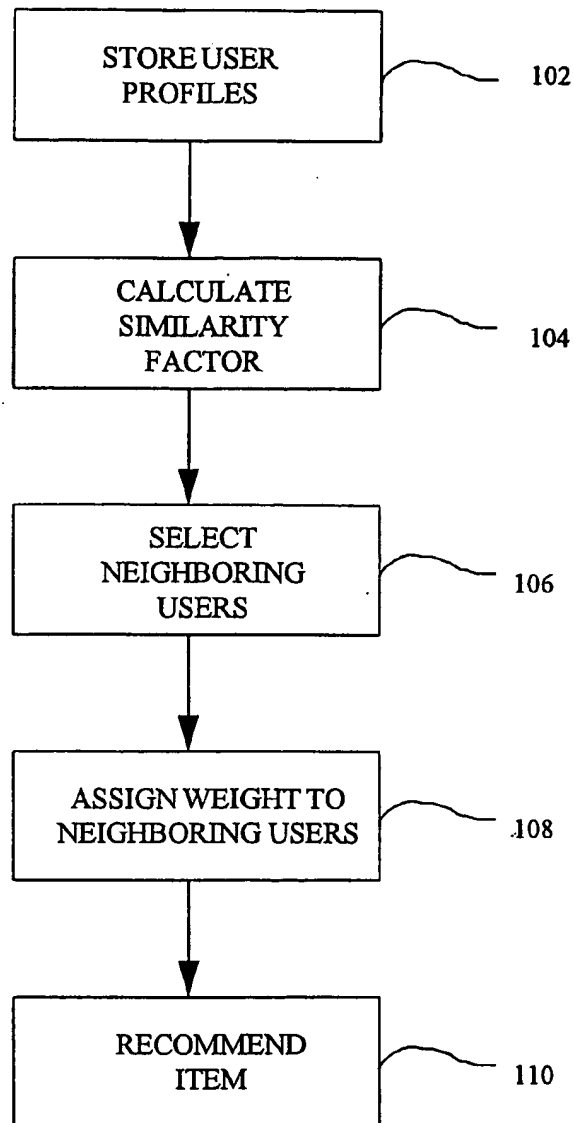 STORE USER
PROFILES
102
CALCULATE
SIMILARITY
FACTOR
104
SELECT
NEIGHBORING
USERS
106
ASSIGN WEIGHT TO
NEIGHBORING USERS
108
RECOMMEND
ITEM
110